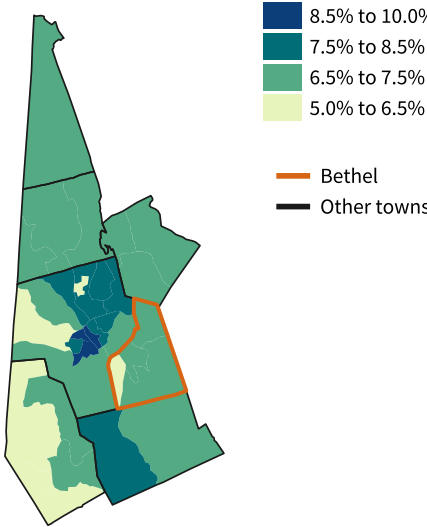 8.5% to 10.0%
7.5% to 8.5%
6.5% to 7.5%
5.0% to 6.5%
Bethel
Other towns